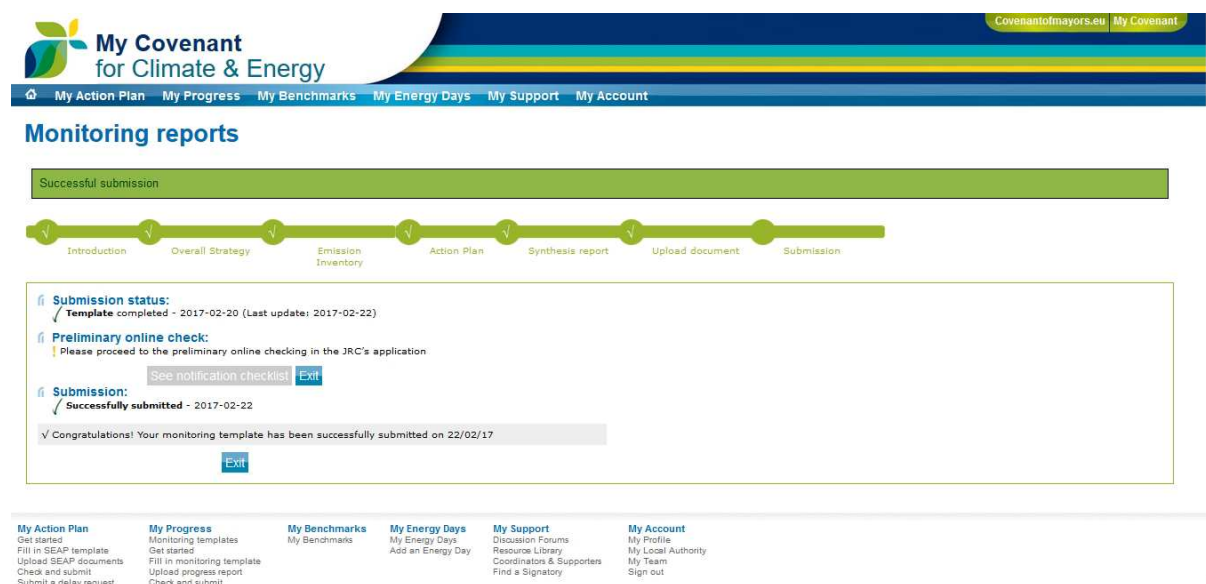 Covenantofmayors.eu My Covenant
My Covenant
for Climate & Energy
My Action Plan My Progress My Benchmarks My Energy Days My Support My Account
Monitoring reports
Successful submission
√ √ √ √ √ √
Introduction Overall Strategy Emission Action Plan Synthesis report Upload document Submission
Inventory
Submission status:
Template completed - 2017-02-20 (Last update: 2017-02-22)
Preliminary online check:
! Please proceed to the preliminary online checking in the JRC's application
See notification checklist Exit
Submission:
Successfully submitted - 2017-02-22
√ Congratulations! Your monitoring template has been successfully submitted on 22/02/17
Exit
My Action Plan My Progress My Benchmarks My Energy Days My Support My Account
Get started Monitoring templates My Benchmarks My Energy Days Discussion Forums My Profile
Fill in SEAP template Get started Add an Energy Day Resource Library My Local Authority
Upload SEAP documents Fill in monitoring template Coordinators & Supporters My Team
Check and submit Upload progress report Find a Signatory Sign out
Submit a delay request Check and submit